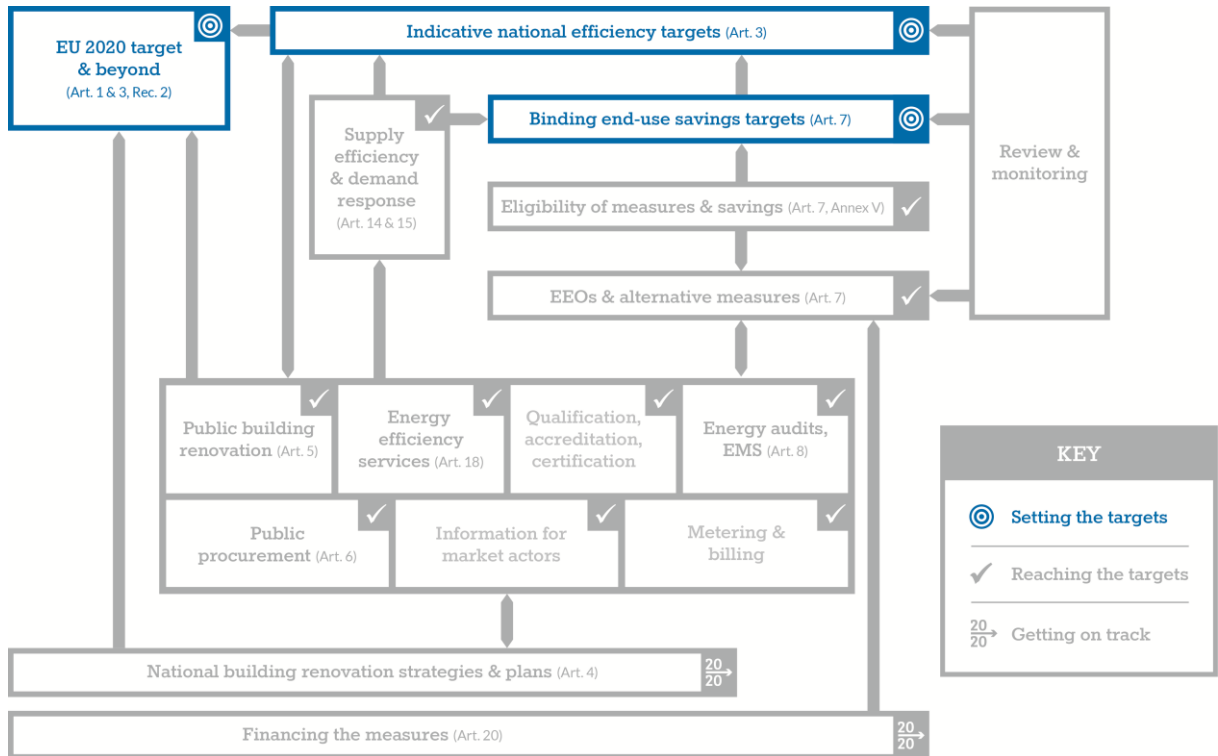 EU 2020 target
& beyond
(Art. 1 & 3, Rec. 2)
Indicative national efficiency targets (Art. 3)
Supply
efficiency
& demand
response
(Art. 14 & 15)
Binding end-use savings targets (Art. 7)
Review &
monitoring
Eligibility of measures & savings (Art. 7, Annex V)
EEOs & alternative measures (Art. 7)
Public building
renovation (Art. 5)
Energy
efficiency
services (Art. 18)
Qualification,
accreditation,
certification
Energy audits,
EMS (Art. 8)
Public
procurement (Art. 6)
Information for
market actors
Metering &
billing
National building renovation strategies & plans (Art. 4)
20
20
Financing the measures (Art. 20)
20
20
KEY
Setting the targets
Reaching the targets
20
20
Getting on track